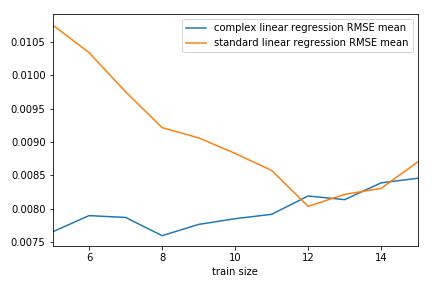 complex linear regression RMSE mean
standard linear regression RMSE mean
0.0105
0.0100
0.0095
0.0090
0.0085
0.0080
0.0075
6 8 10 12 14
train size